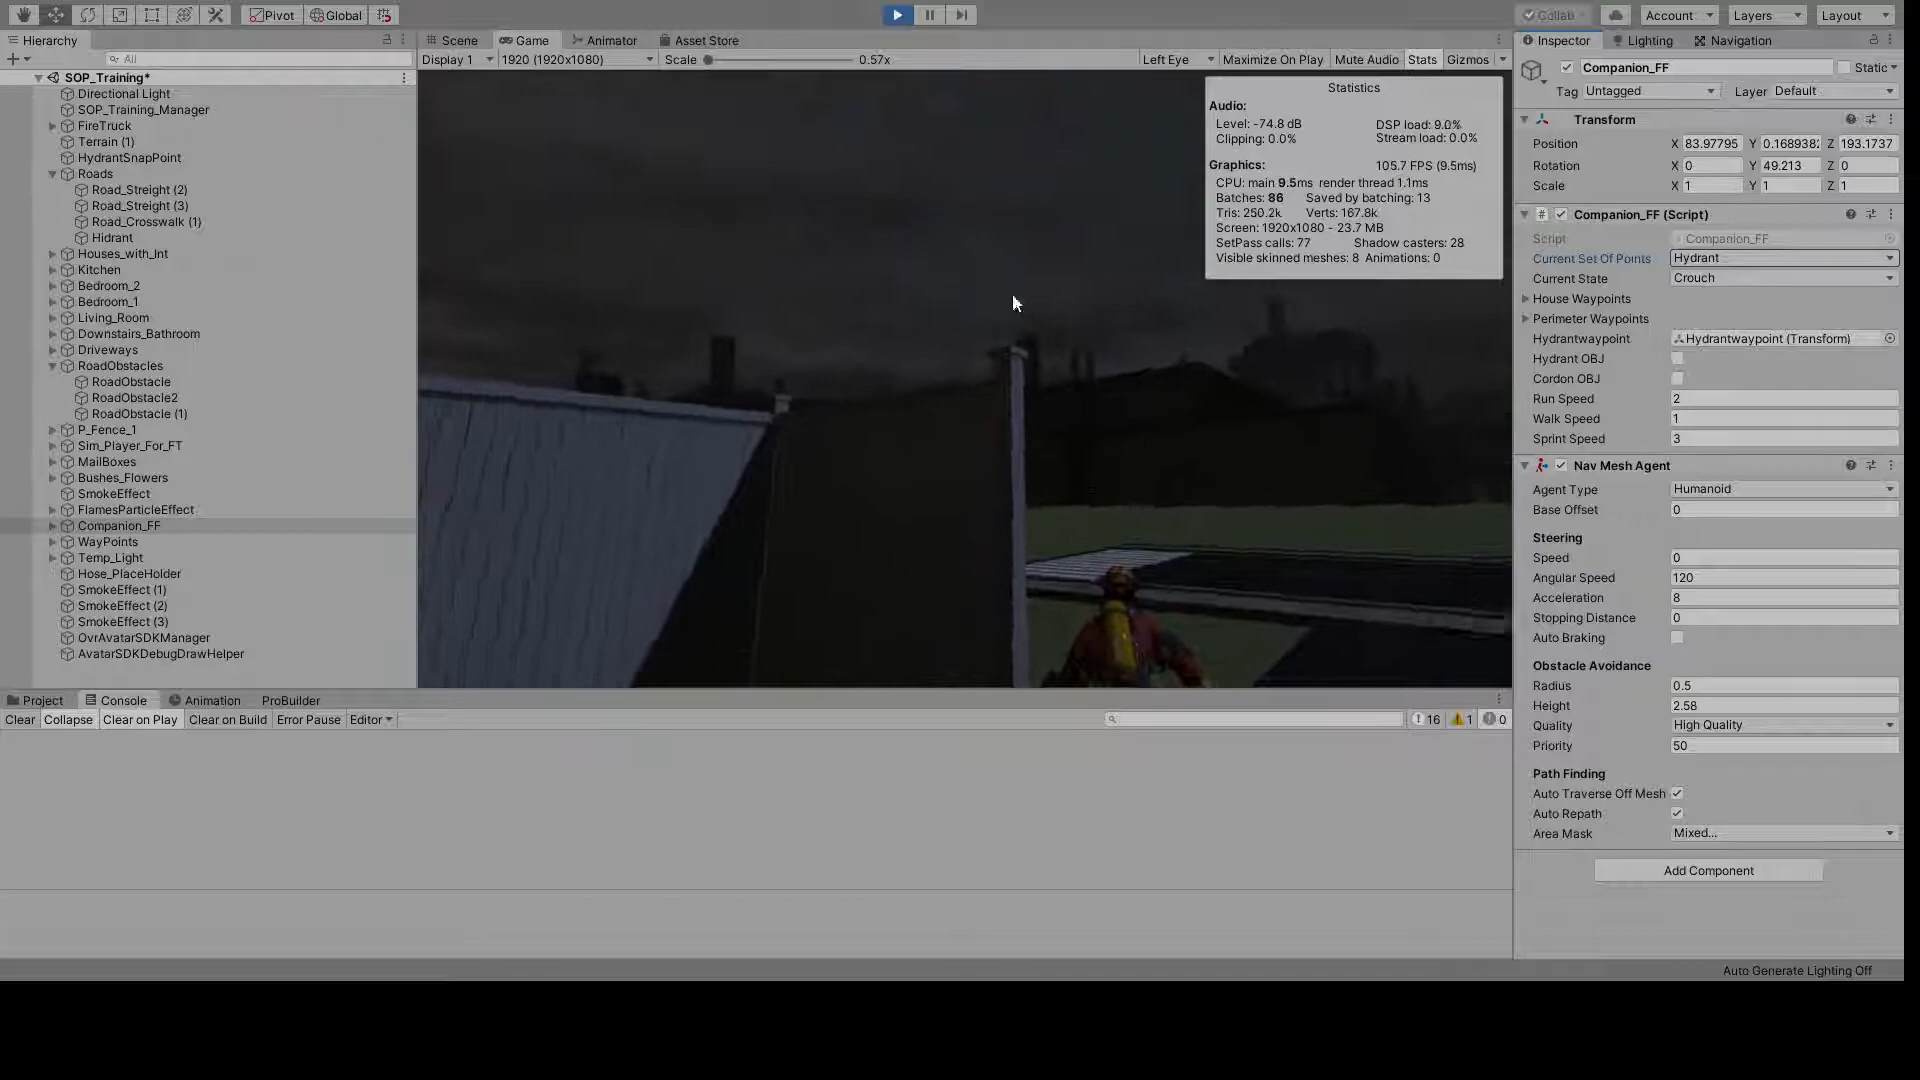 Pivot Global Collab Account Layers Layout
Hierarchy Scene Game Animator Asset Store Inspector Lighting Navigation
All Display 1 1920 (1920x1080) Scale 0.57x Left Eye Maximize On Play Mute Audio Stats Gizmos
SOP_Training*
Directional Light
SOP_Training_Manager
FireTruck
Terrain (1)
HydrantSnapPoint
Roads
Road_Streight (2)
Road_Streight (3)
Road_Crosswalk (1)
Hidrant
Houses_with_Int
Kitchen
Bedroom_2
Bedroom_1
Living_Room
Downstairs_Bathroom
Driveways
RoadObstacles
RoadObstacle
RoadObstacle2
RoadObstacle (1)
P_Fence_1
Sim_Player_For_FT
MailBoxes
Bushes_Flowers
SmokeEffect
FlamesParticleEffect
Companion_FF
WayPoints
Temp_Light
Hose_PlaceHolder
SmokeEffect (1)
SmokeEffect (2)
SmokeEffect (3)
OvrAvatarSDKManager
AvatarSDKDebugDrawHelper
Statistics
Audio:
Level: -74.8 dB DSP load: 9.0%
Clipping: 0.0% Stream load: 0.0%
Graphics: 105.7 FPS (9.5ms)
CPU: main 9.5ms render thread 1.1ms
Batches: 86 Saved by batching: 13
Tris: 250.2k Verts: 167.8k
Screen: 1920x1080 - 23.7 MB
SetPass calls: 77 Shadow casters: 28
Visible skinned meshes: 8 Animations: 0
Companion_FF Static
Tag Untagged Layer Default
Transform
Position X 83.97795 Y 0.1689382 Z 193.1737
Rotation X 0 Y 49.213 Z 0
Scale X 1 Y 1 Z 1
Companion_FF (Script)
Script Companion_FF
Current Set Of Points Hydrant
Current State Crouch
House Waypoints
Perimeter Waypoints
Hydrantwaypoint Hydrantwaypoint (Transform)
Hydrant OBJ
Cordon OBJ
Run Speed 2
Walk Speed 1
Sprint Speed 3
Nav Mesh Agent
Agent Type Humanoid
Base Offset 0
Steering
Speed 0
Angular Speed 120
Acceleration 8
Stopping Distance 0
Auto Braking
Obstacle Avoidance
Radius 0.5
Height 2.58
Quality High Quality
Priority 50
Path Finding
Auto Traverse Off Mesh
Auto Repath
Area Mask Mixed...
Add Component
Project Console Animation ProBuilder
Clear Collapse Clear on Play Clear on Build Error Pause Editor 16 1 0
Auto Generate Lighting Off